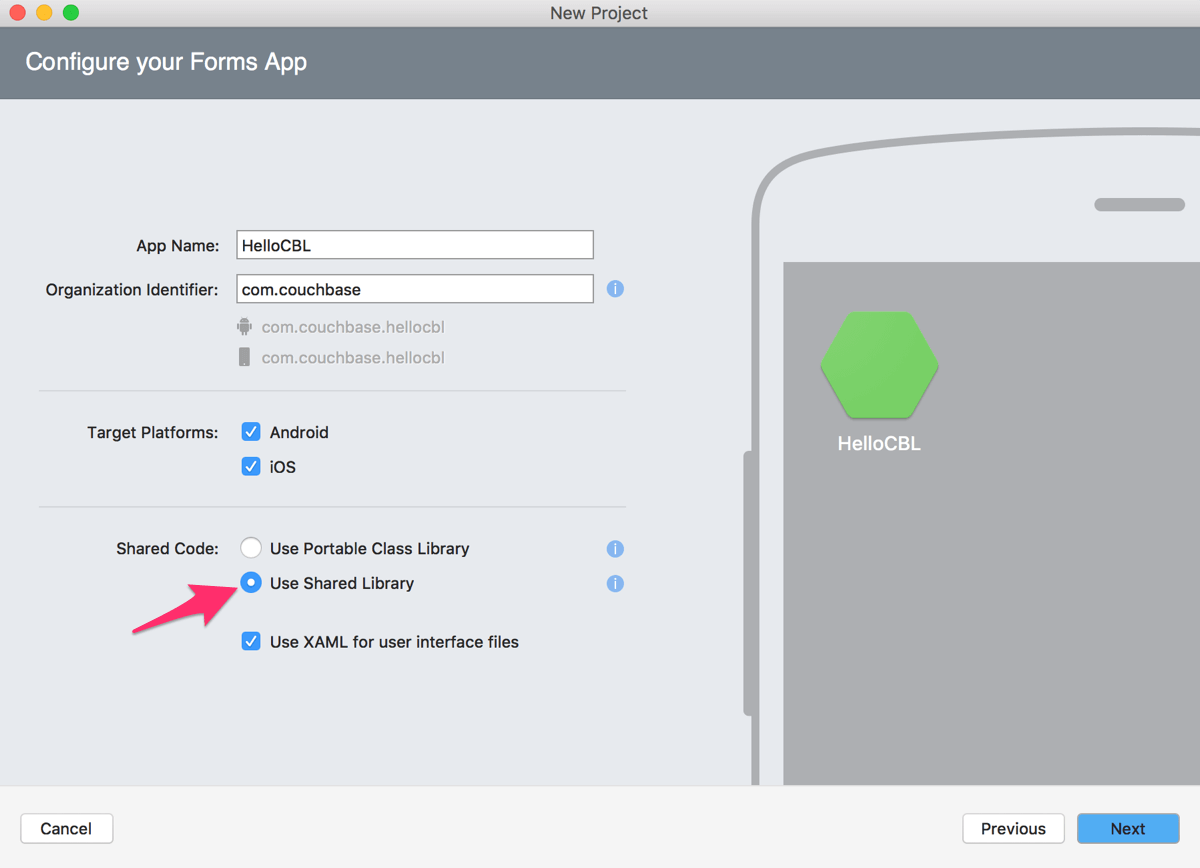 New Project
Configure your Forms App
App Name: HelloCBL
Organization Identifier: com.couchbase
com.couchbase.hellocbl
com.couchbase.hellocbl
Target Platforms: Android
iOS
Shared Code: Use Portable Class Library
Use Shared Library
Use XAML for user interface files
HelloCBL
Cancel
Previous
Next